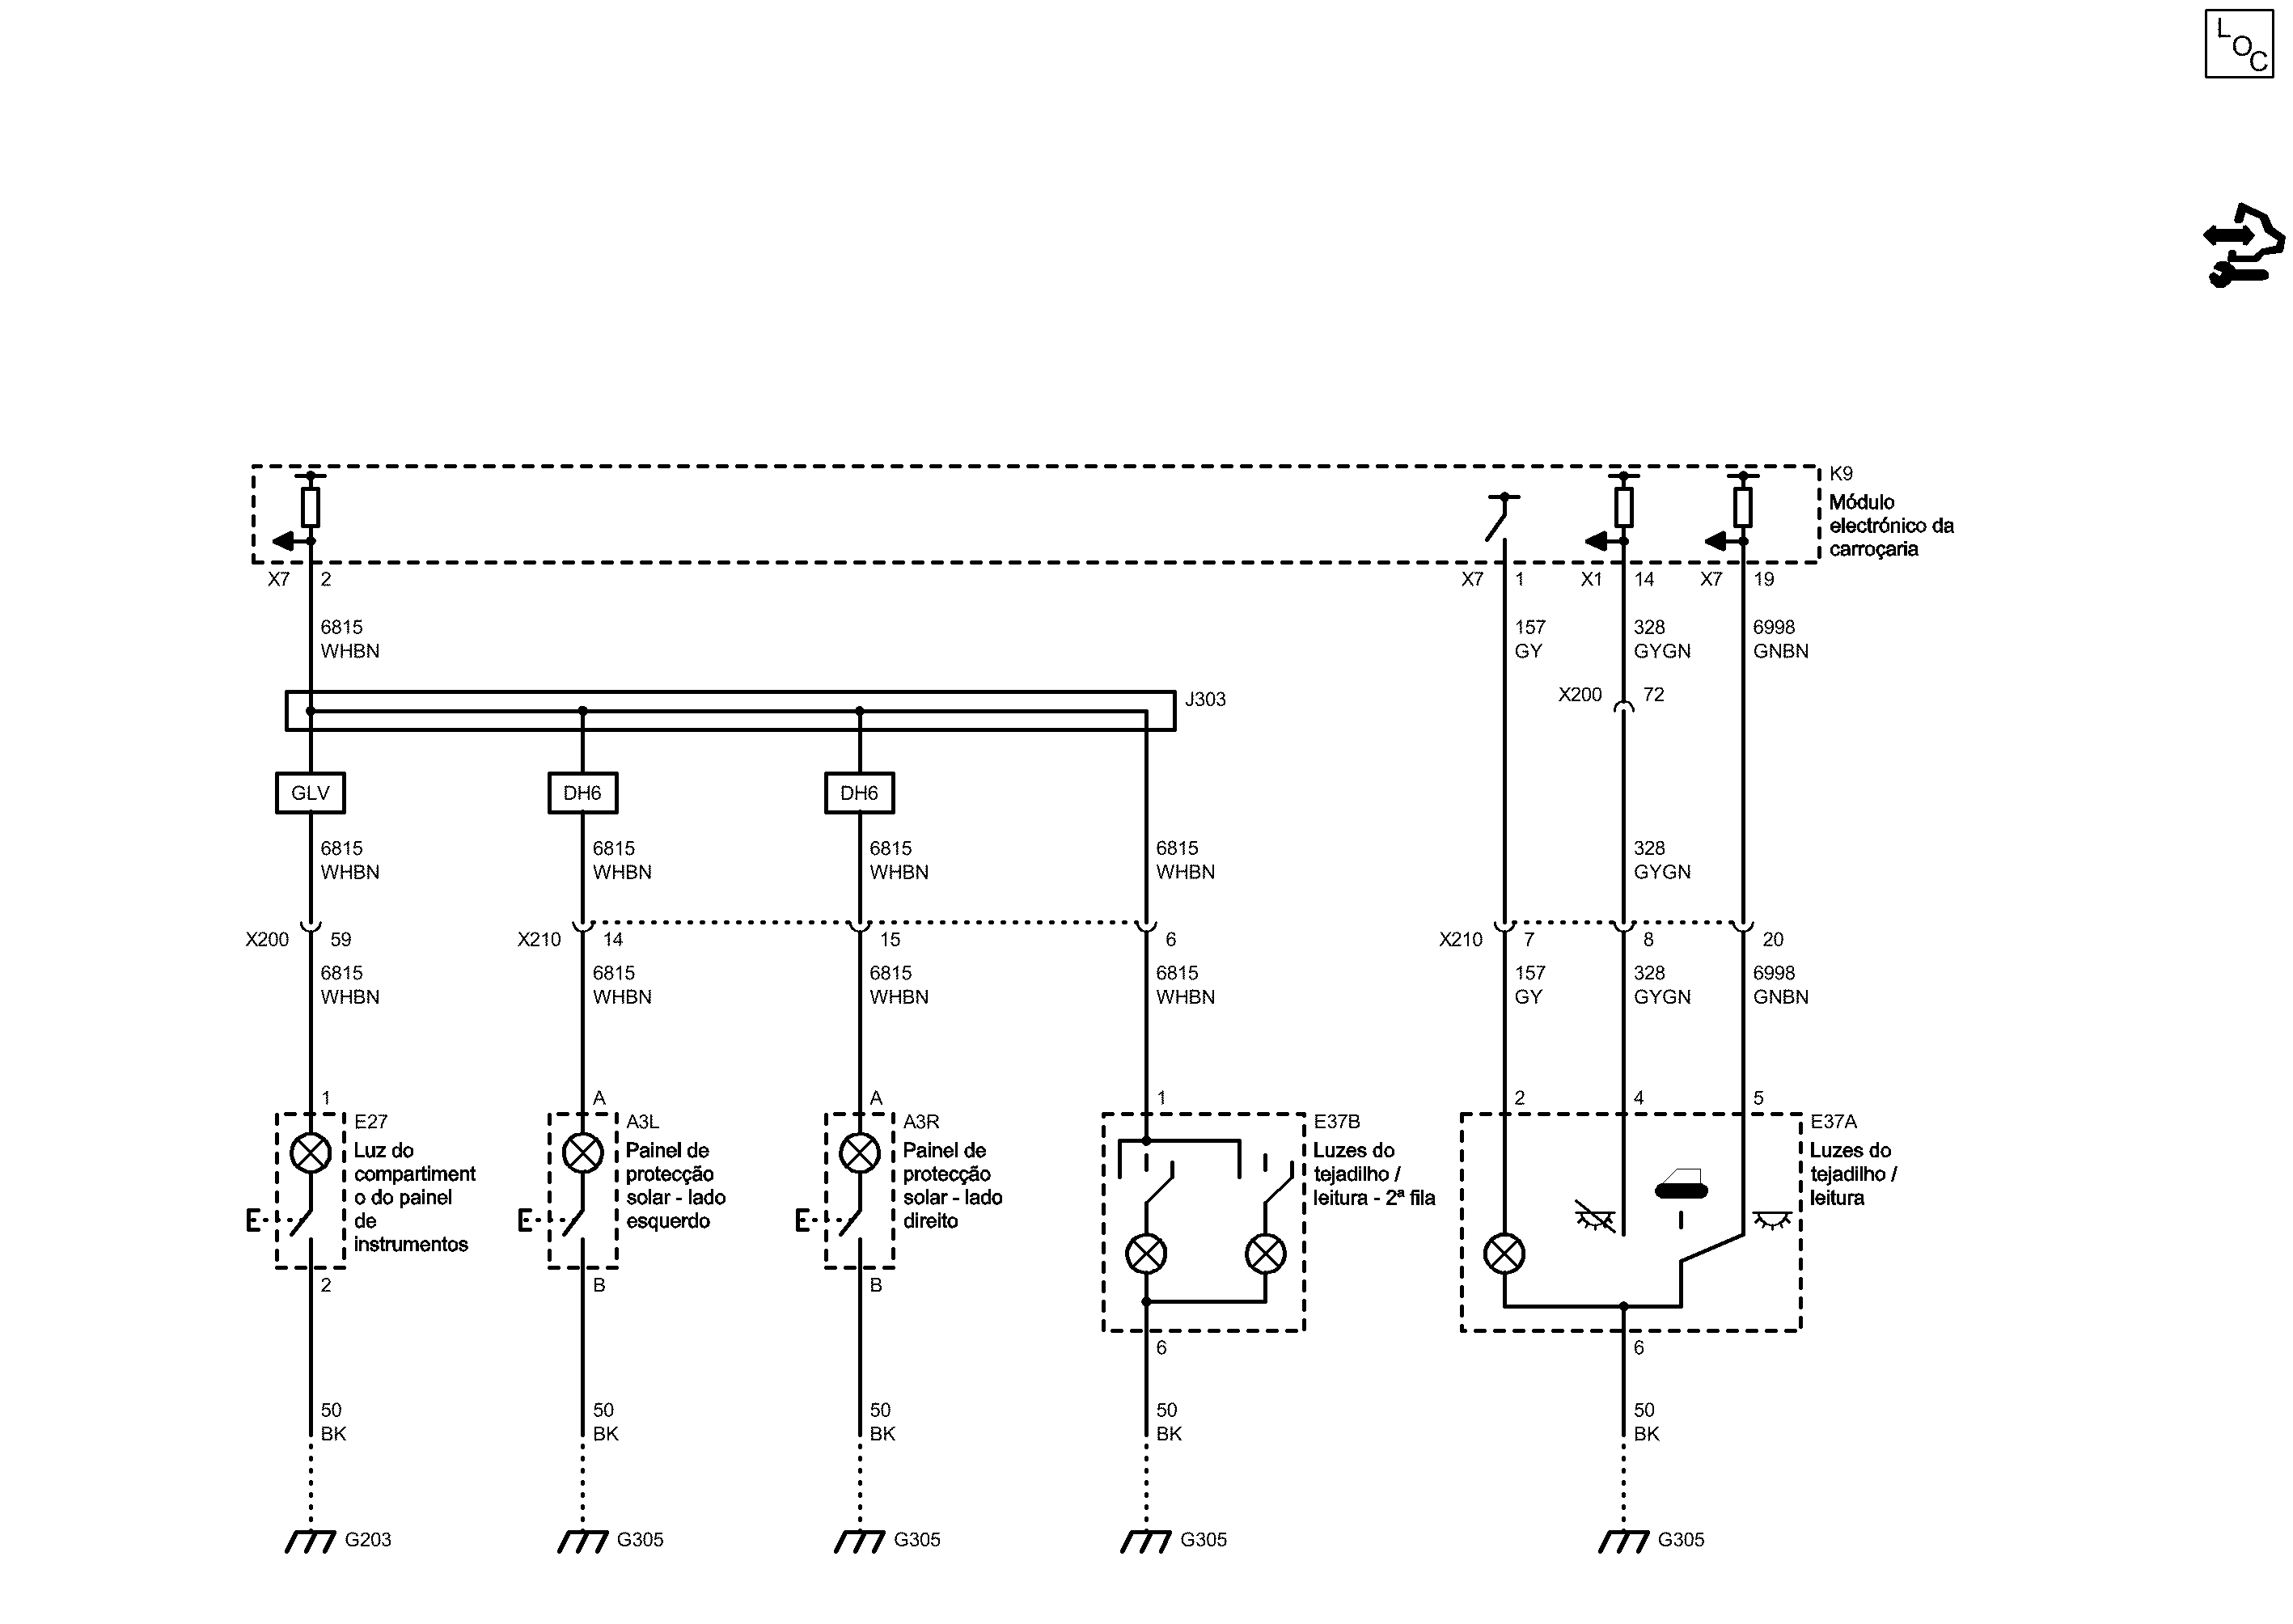 LOC
K9
Módulo
electrónico da
carroçaria
X7 2
X7 1
X1 14
X7 19
6815
WHBN
157
GY
328
GYGN
6998
GNBN
X200 72
J303
GLV
DH6
DH6
6815
WHBN
6815
WHBN
6815
WHBN
6815
WHBN
328
GYGN
X200 59
X210 14
15
6
X210 7
8
20
6815
WHBN
6815
WHBN
6815
WHBN
6815
WHBN
157
GY
328
GYGN
6998
GNBN
1
A
A
1
2
4
5
E27
Luz do
compartiment
o do painel
de
instrumentos
A3L
Painel de
protecção
solar - lado
esquerdo
A3R
Painel de
protecção
solar - lado
direito
E37B
Luzes do
tejadilho /
leitura - 2ª fila
E37A
Luzes do
tejadilho /
leitura
2
B
B
6
6
50
BK
50
BK
50
BK
50
BK
50
BK
G203
G305
G305
G305
G305